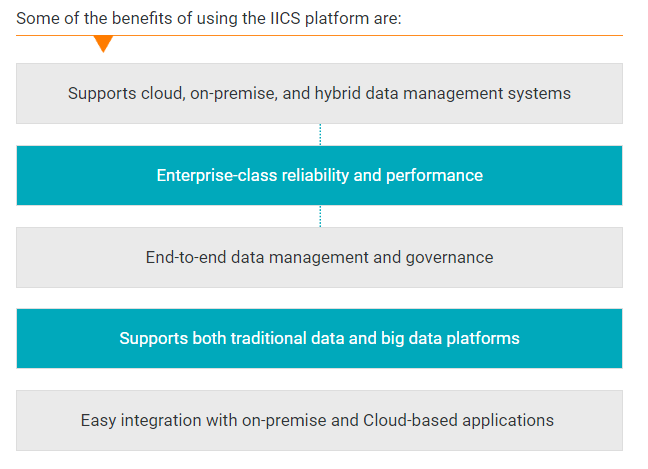 Some of the benefits of using the IICS platform are:
Supports cloud, on-premise, and hybrid data management systems
Enterprise-class reliability and performance
End-to-end data management and governance
Supports both traditional data and big data platforms
Easy integration with on-premise and Cloud-based applications